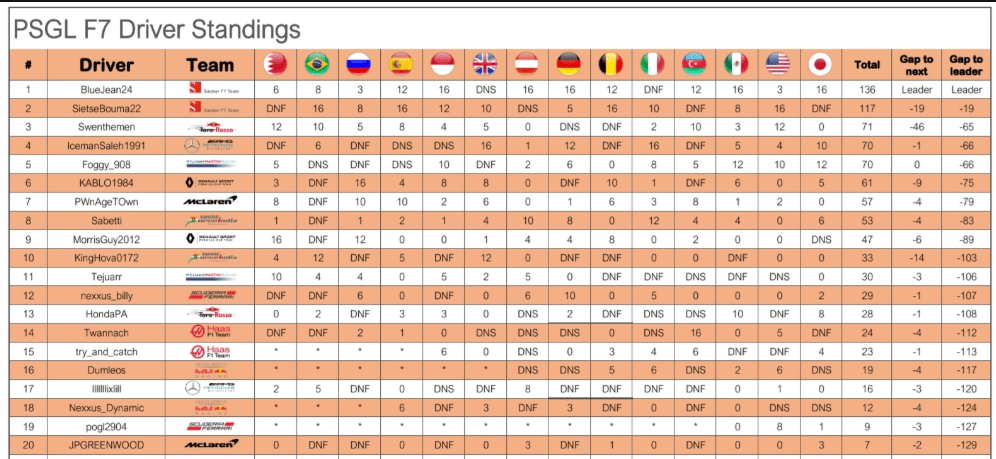 PSGL F7 Driver Standings
# Driver Team Total Gap to next Gap to leader
1 BlueJean24 Sauber F1 Team 6 8 3 12 16 DNS 16 16 12 DNF 12 16 3 16 136 Leader Leader
2 SietseBouma22 Sauber F1 Team DNF 16 8 16 12 10 DNS 5 16 10 DNF 8 16 DNF 117 -19 -19
3 Swenthemen Toro Rosso 12 10 5 8 4 5 0 DNS DNF 2 10 3 12 0 71 -46 -65
4 IcemanSaleh1991 DNF 6 DNF DNS DNS 16 1 12 DNF 16 DNF 5 4 10 70 -1 -66
5 Foggy_908 5 DNS DNF DNS 10 DNF 2 6 0 8 5 12 10 12 70 0 -66
6 KABLO1984 RENAULT SPORT 3 DNF 16 4 8 8 0 DNF 10 1 DNF 6 0 5 61 -9 -75
7 PWnAgeTOwn McLaren 8 DNF 10 10 2 6 0 1 6 3 8 1 2 0 57 -4 -79
8 Sabetti 1 DNF 1 2 1 4 10 8 0 12 4 4 0 6 53 -4 -83
9 MorrisGuy2012 RENAULT SPORT 16 DNF 12 0 0 1 4 4 8 0 2 0 0 DNS 47 -6 -89
10 KingHova0172 4 12 DNF 5 DNF 12 0 DNF DNF 0 0 DNF 0 0 33 -14 -103
11 Tejuarr 10 4 4 0 5 2 5 0 DNF DNF DNS DNF DNS 0 30 -3 -106
12 nexxus_billy SCUDERIA FERRARI DNF DNF 6 0 DNF 0 6 10 0 5 0 0 0 2 29 -1 -107
13 HondaPA Toro Rosso 0 2 DNF 3 3 0 DNS 2 DNF DNS DNS 10 DNF 8 28 -1 -108
14 Twannach Haas F1 Team DNF DNF 2 1 0 DNS DNS DNS 0 DNS 16 0 5 DNF 24 -4 -112
15 try_and_catch Haas F1 Team * * * * 6 0 DNS 0 3 4 6 DNF DNF 4 23 -1 -113
16 Dumleos * * * * * * DNS DNS 5 6 DNS 2 6 DNS 19 -4 -117
17 2 5 DNF 0 DNS DNF 8 DNF DNF DNF DNF 0 1 0 16 -3 -120
18 Nexxus_Dynamic * * * 6 DNF 3 DNF 3 DNF 0 DNF 0 DNS DNS 12 -4 -124
19 pogl2904 SCUDERIA FERRARI * * * * * * * * * * * 0 8 1 9 -3 -127
20 JPGREENWOOD McLaren 0 DNF DNF 0 DNF 0 3 DNF 1 0 DNF 0 0 3 7 -2 -129